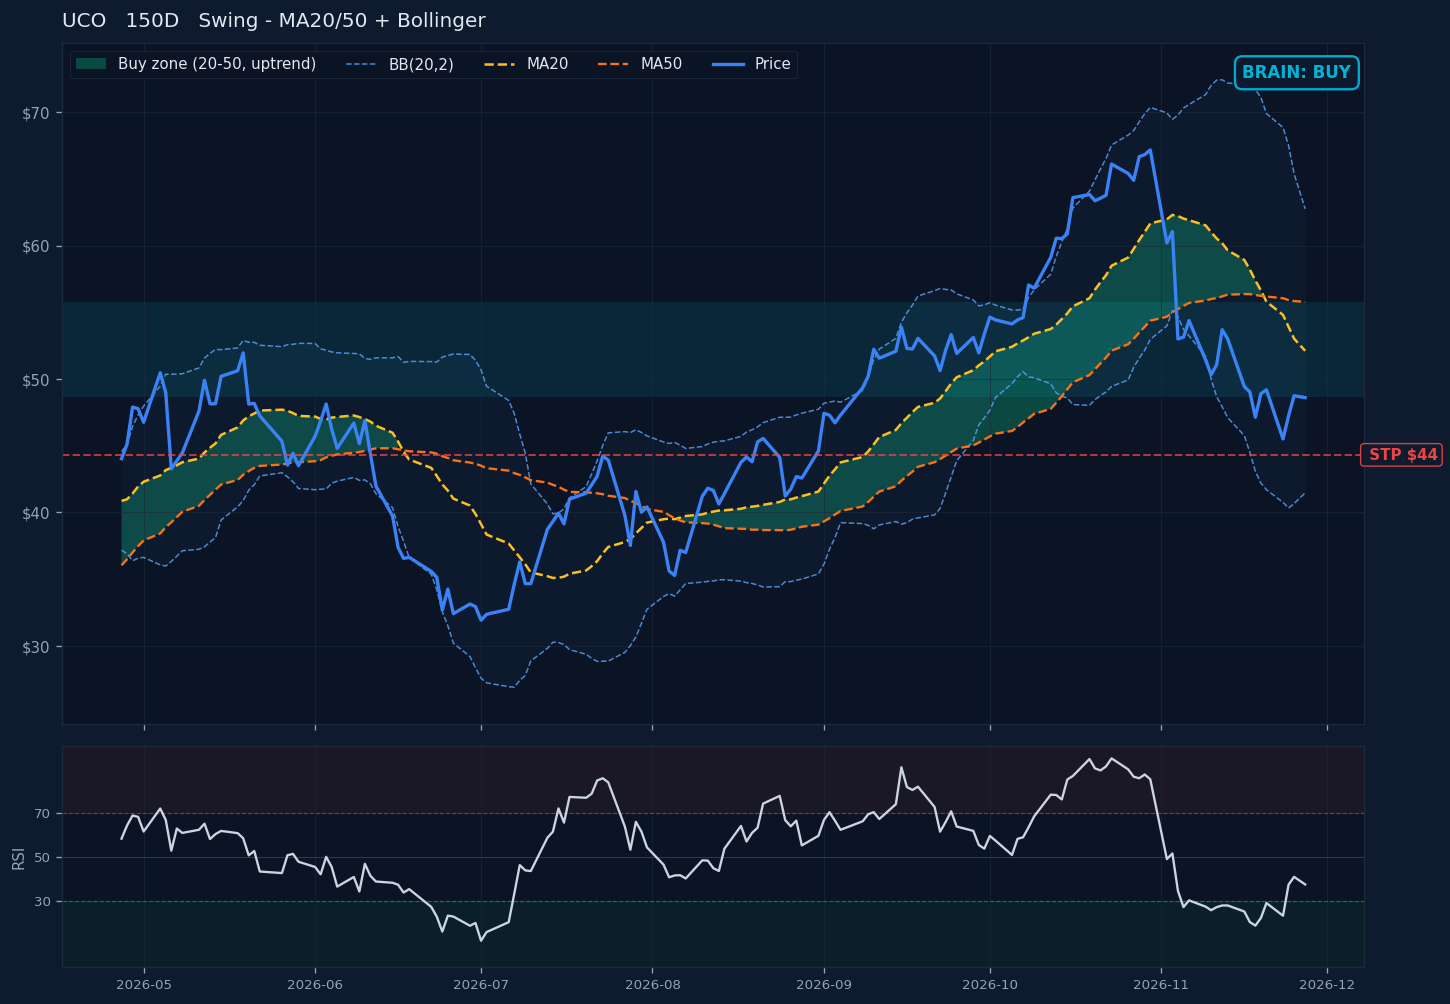 UCO 150D Swing - MA20/50 + Bollinger
Buy zone (20-50, uptrend) BB(20,2) MA20 MA50 Price
BRAIN: BUY
$70
$60
$50
STP $44
$40
$30
RSI
70
50
30
2026-05 2026-06 2026-07 2026-08 2026-09 2026-10 2026-11 2026-12